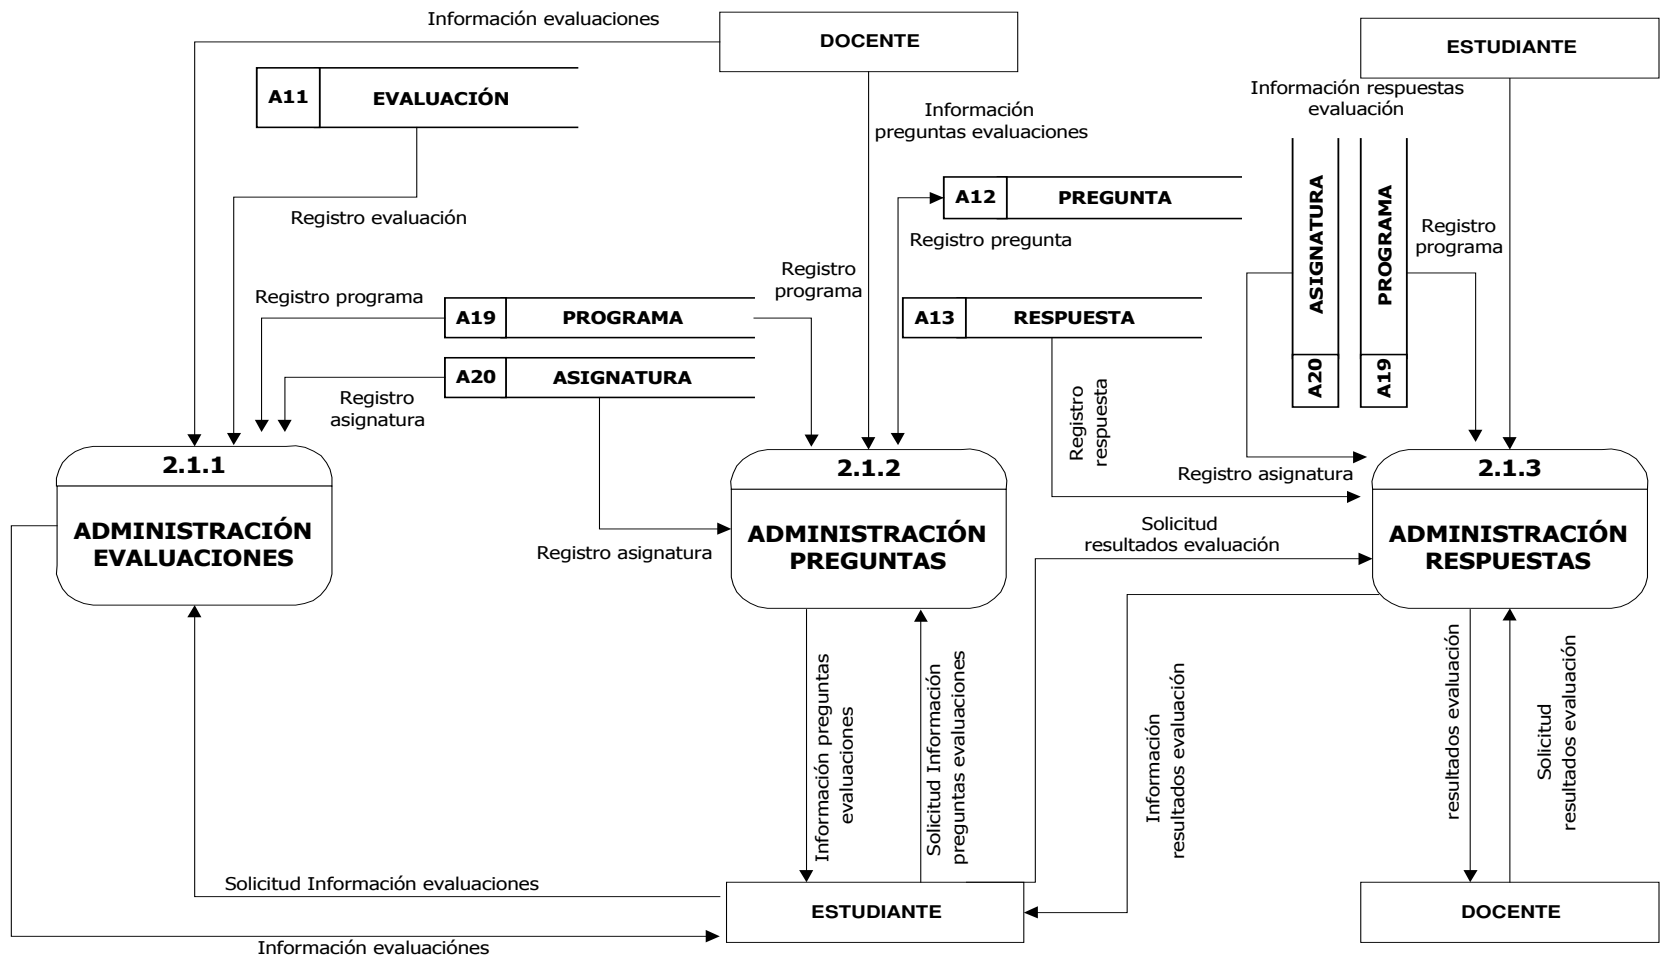 Información evaluaciones
DOCENTE
ESTUDIANTE
A11
EVALUACIÓN
Información
preguntas evaluaciones
Información respuestas
evaluación
Registro evaluación
A12
PREGUNTA
Registro pregunta
ASIGNATURA
A20
PROGRAMA
A19
Registro
programa
Registro programa
A19
PROGRAMA
Registro
programa
A13
RESPUESTA
A20
ASIGNATURA
Registro
asignatura
Registro
respuesta
Registro asignatura
2.1.1
ADMINISTRACIÓN
EVALUACIONES
2.1.2
ADMINISTRACIÓN
PREGUNTAS
2.1.3
ADMINISTRACIÓN
RESPUESTAS
Registro asignatura
Solicitud
resultados evaluación
Información preguntas
evaluaciones
Solicitud Información
preguntas evaluaciones
Información
resultados evaluación
resultados evaluación
Solicitud
resultados evaluación
Solicitud Información evaluaciones
ESTUDIANTE
DOCENTE
Información evaluaciónes